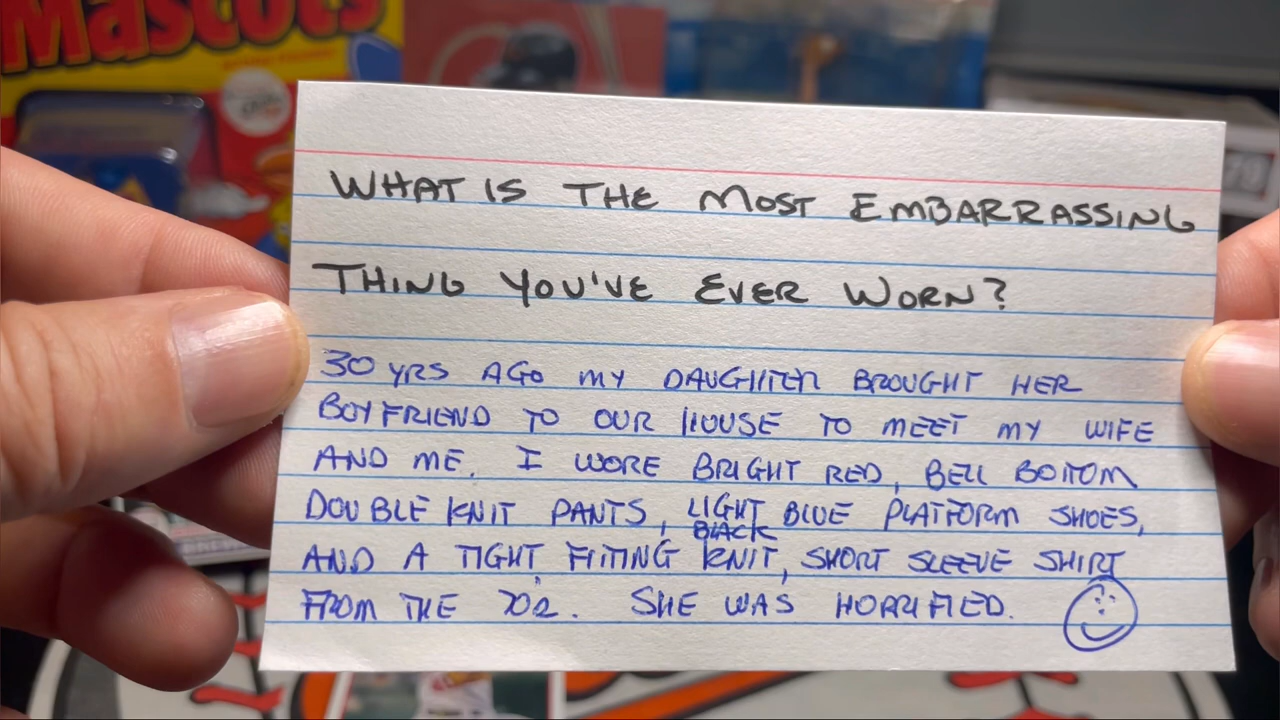 Mascots
WHAT IS THE MOST EMBARRASSING
THING YOU'VE EVER WORN?
30 YRS AGO MY DAUGHTER BROUGHT HER
BOYFRIEND TO OUR HOUSE TO MEET MY WIFE
AND ME. I WORE BRIGHT RED, BELL BOTTOM
DOUBLE KNIT PANTS, LIGHT BLUE PLATFORM SHOES,
BLACK
AND A TIGHT FITTING KNIT, SHORT SLEEVE SHIRT
FROM THE 70'S. SHE WAS HORRIFIED.